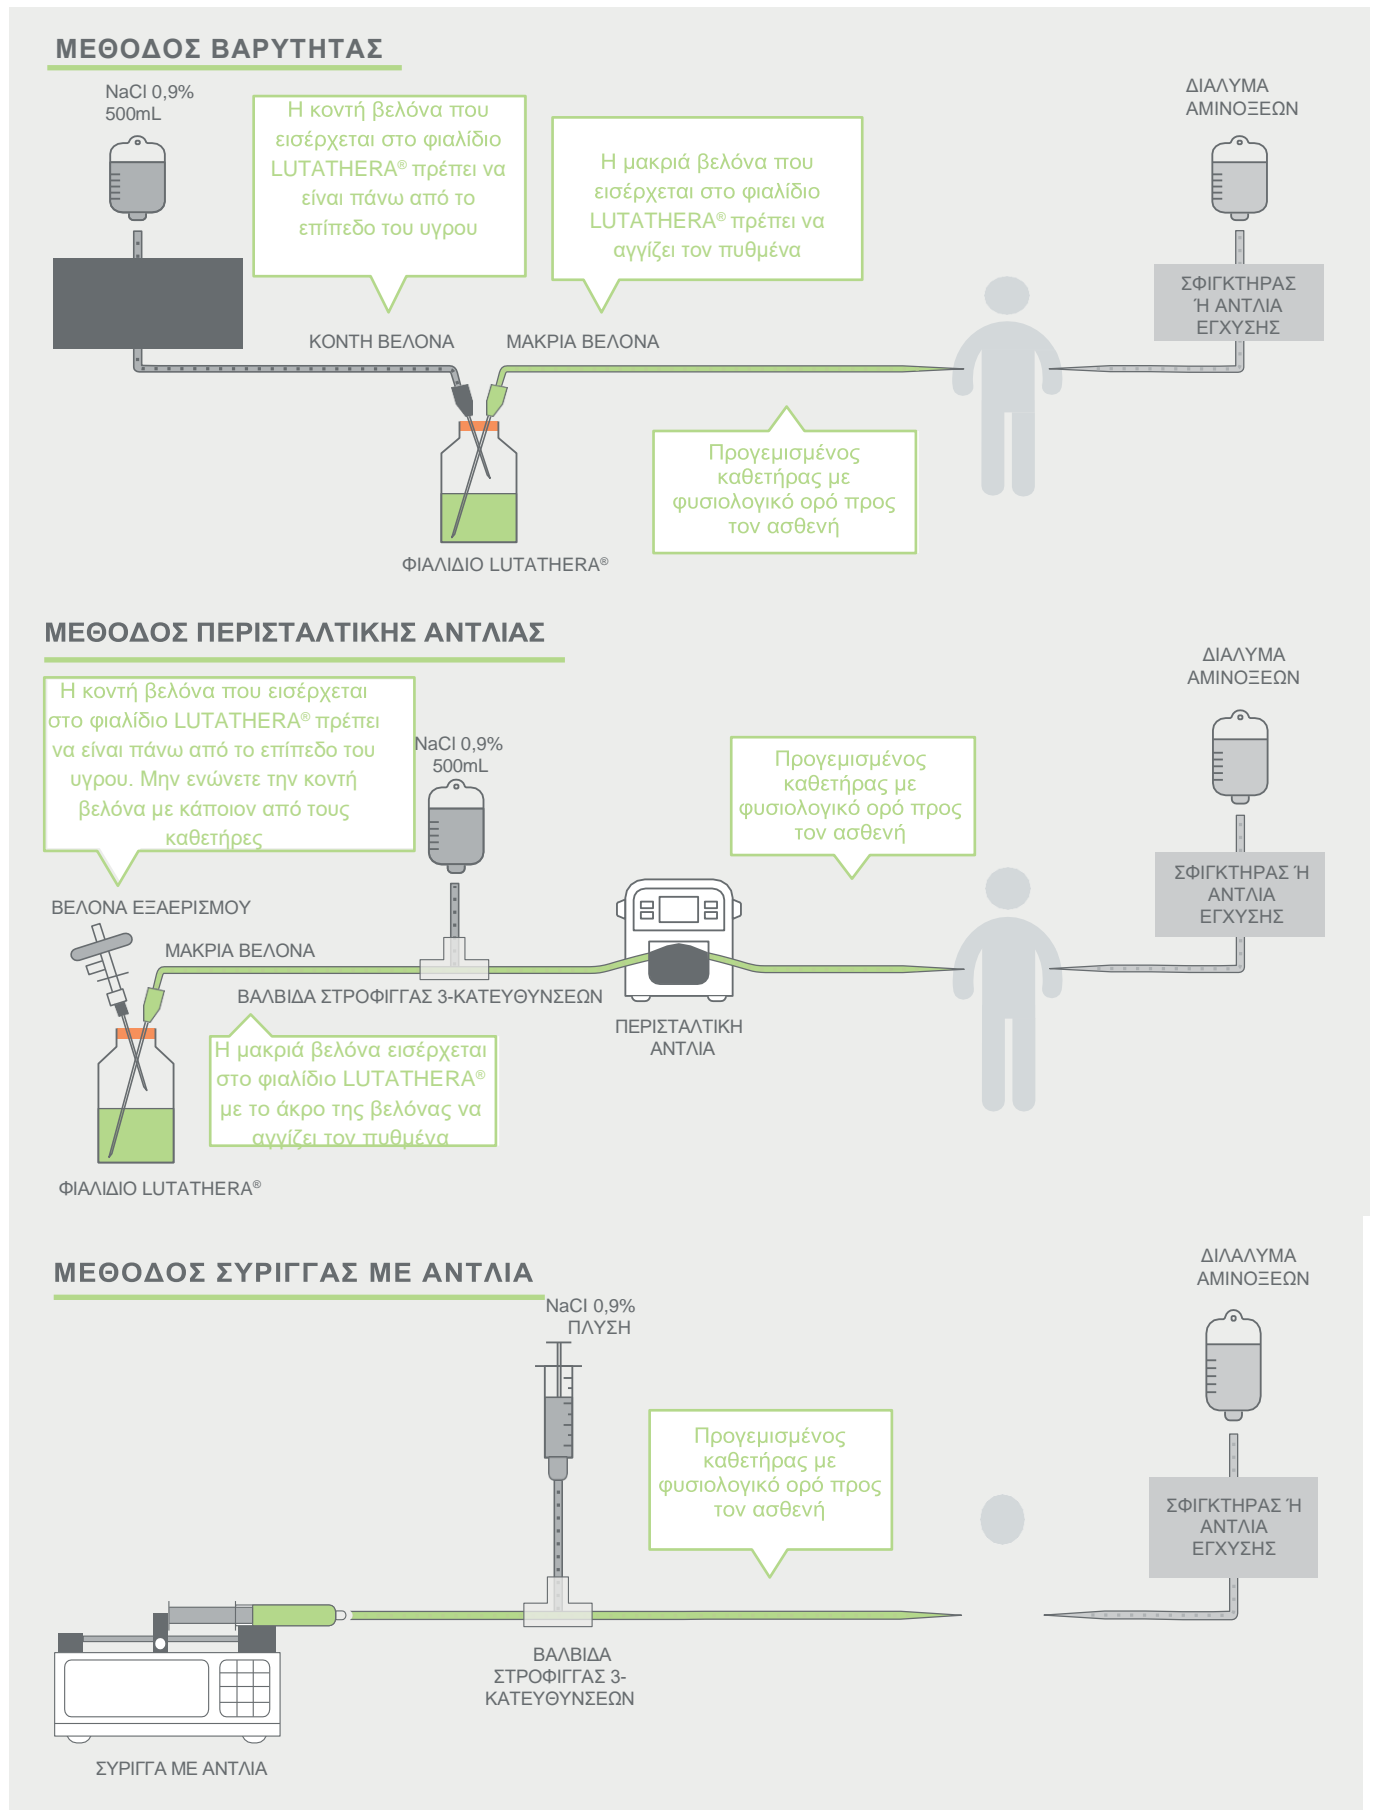 ΜΕΘΟΔΟΣ ΒΑΡΥΤΗΤΑΣ
NaCl 0,9%
500mL
Η κοντή βελόνα που
εισέρχεται στο φιαλίδιο
LUTATHERA® πρέπει να
είναι πάνω από το
επίπεδο του υγρου
Η μακριά βελόνα που
εισέρχεται στο φιαλίδιο
LUTATHERA® πρέπει να
αγγίζει τον πυθμένα
ΔΙΑΛΥΜΑ
ΑΜΙΝΟΞΕΩΝ
ΣΦΙΓΚΤΗΡΑΣ
Ή ΑΝΤΛΙΑ
ΕΓΧΥΣΗΣ
ΚΟΝΤΗ ΒΕΛΟΝΑ
ΜΑΚΡΙΑ ΒΕΛΟΝΑ
Προγεμισμένος
καθετήρας με
φυσιολογικό ορό προς
τον ασθενή
ΦΙΑΛΙΔΙΟ LUTATHERA®
ΜΕΘΟΔΟΣ ΠΕΡΙΣΤΑΛΤΙΚΗΣ ΑΝΤΛΙΑΣ
Η κοντή βελόνα που εισέρχεται
στο φιαλίδιο LUTATHERA® πρέπει
να είναι πάνω από το επίπεδο του
υγρου. Μην ενώνετε την κοντή
βελόνα με κάποιον από τους
καθετήρες
NaCl 0,9%
500mL
Προγεμισμένος
καθετήρας με
φυσιολογικό ορό προς
τον ασθενή
ΔΙΑΛΥΜΑ
ΑΜΙΝΟΞΕΩΝ
ΣΦΙΓΚΤΗΡΑΣ Ή
ΑΝΤΛΙΑ
ΕΓΧΥΣΗΣ
ΒΕΛΟΝΑ ΕΞΑΕΡΙΣΜΟΥ
ΜΑΚΡΙΑ ΒΕΛΟΝΑ
ΒΑΛΒΙΔΑ ΣΤΡΟΦΙΓΓΑΣ 3-ΚΑΤΕΥΘΥΝΣΕΩΝ
ΠΕΡΙΣΤΑΛΤΙΚΗ
ΑΝΤΛΙΑ
Η μακριά βελόνα εισέρχεται
στο φιαλίδιο LUTATHERA®
με το άκρο της βελόνας να
αγγίζει τον πυθμένα
ΦΙΑΛΙΔΙΟ LUTATHERA®
ΜΕΘΟΔΟΣ ΣΥΡΙΓΓΑΣ ΜΕ ΑΝΤΛΙΑ
NaCl 0,9%
ΠΛΥΣΗ
Προγεμισμένος
καθετήρας με
φυσιολογικό ορό προς
τον ασθενή
ΔΙΛΑΛΥΜΑ
ΑΜΙΝΟΞΕΩΝ
ΣΦΙΓΚΤΗΡΑΣ Ή
ΑΝΤΛΙΑ
ΕΓΧΥΣΗΣ
ΒΑΛΒΙΔΑ
ΣΤΡΟΦΙΓΓΑΣ 3-
ΚΑΤΕΥΘΥΝΣΕΩΝ
ΣΥΡΙΓΓΑ ΜΕ ΑΝΤΛΙΑ